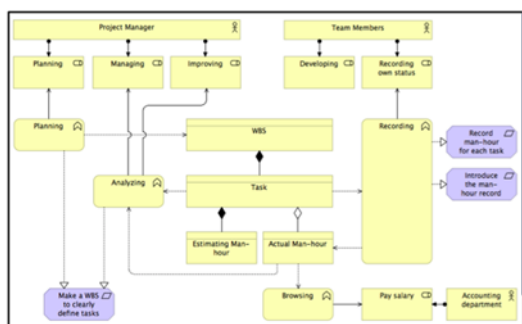 Project Manager
Team Members
Planning
Managing
Improving
Developing
Recording
own status
Planning
WBS
Recording
Record
man-hour
for each task
Analyzing
Task
Introduce
the man-
hour record
Estimating Man-
hour
Actual Man-hour
Make a WBS
to clearly
define tasks
Browsing
Pay salary
Accounting
department